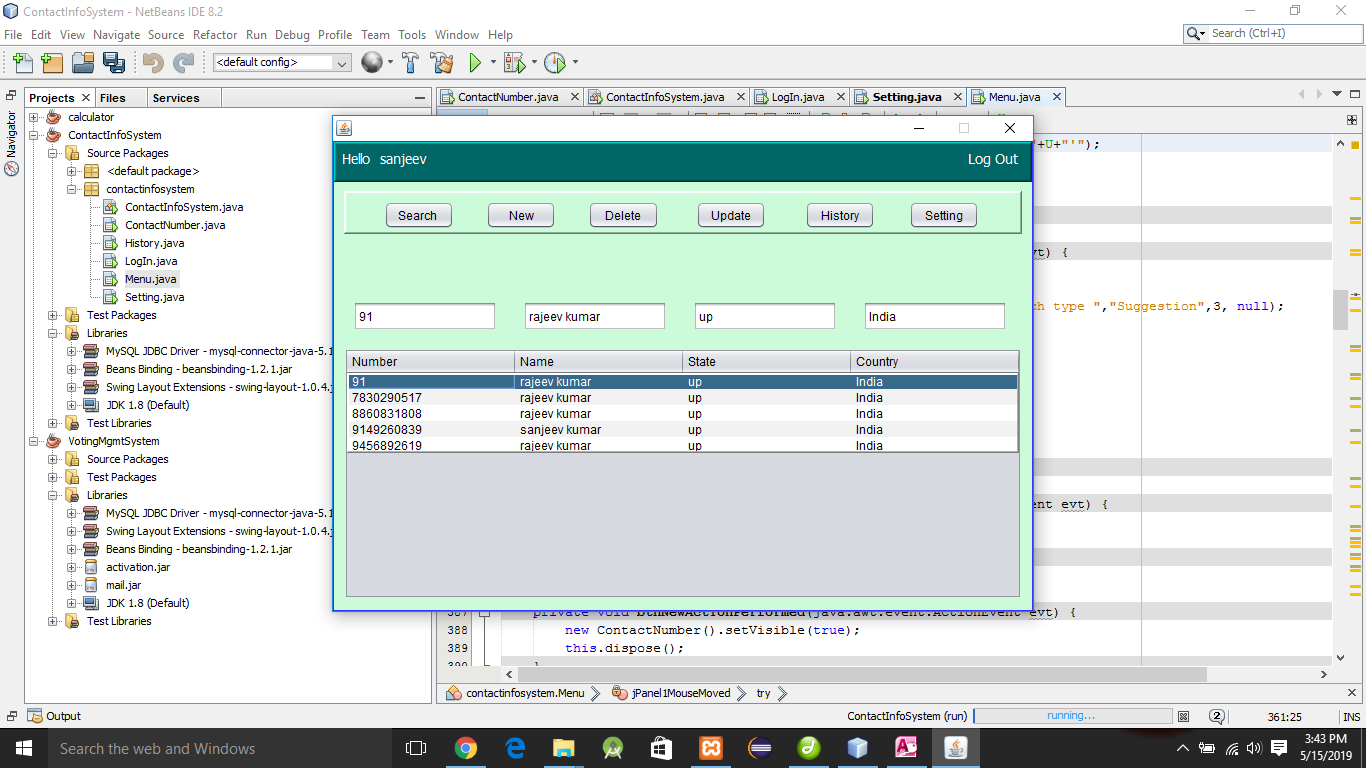 ContactInfoSystem - NetBeans IDE 8.2
File Edit View Navigate Source Refactor Run Debug Profile Team Tools Window Help
Search (Ctrl+I)
<default config>
Projects Files Services
Navigator
calculator
ContactInfoSystem
Source Packages
<default package>
contactinfosystem
ContactInfoSystem.java
ContactNumber.java
History.java
LogIn.java
Menu.java
Setting.java
Test Packages
Libraries
MySQL JDBC Driver - mysql-connector-java-5.1
Beans Binding - beansbinding-1.2.1.jar
Swing Layout Extensions - swing-layout-1.0.4.j
JDK 1.8 (Default)
Test Libraries
VotingMgmtSystem
Source Packages
Test Packages
Libraries
MySQL JDBC Driver - mysql-connector-java-5.1
Swing Layout Extensions - swing-layout-1.0.4.j
Beans Binding - beansbinding-1.2.1.jar
activation.jar
mail.jar
JDK 1.8 (Default)
Test Libraries
ContactNumber.java ContactInfoSystem.java LogIn.java Setting.java Menu.java
'+U+"'");
vt) {
ch type ","Suggestion",3, null);
ent evt) {
Hello sanjeev Log Out
Search New Delete Update History Setting
91 rajeev kumar up India
Number Name State Country
91 rajeev kumar up India
7830290517 rajeev kumar up India
8860831808 rajeev kumar up India
9149260839 sanjeev kumar up India
9456892619 rajeev kumar up India
387 private void btnNewActionPerformed(java.awt.event.ActionEvent evt) {
388 new ContactNumber().setVisible(true);
389 this.dispose();
390 }
contactinfosystem.Menu jPanel1MouseMoved try
Output
ContactInfoSystem (run) running... 2 361:25 INS
Search the web and Windows
3:43 PM
5/15/2019